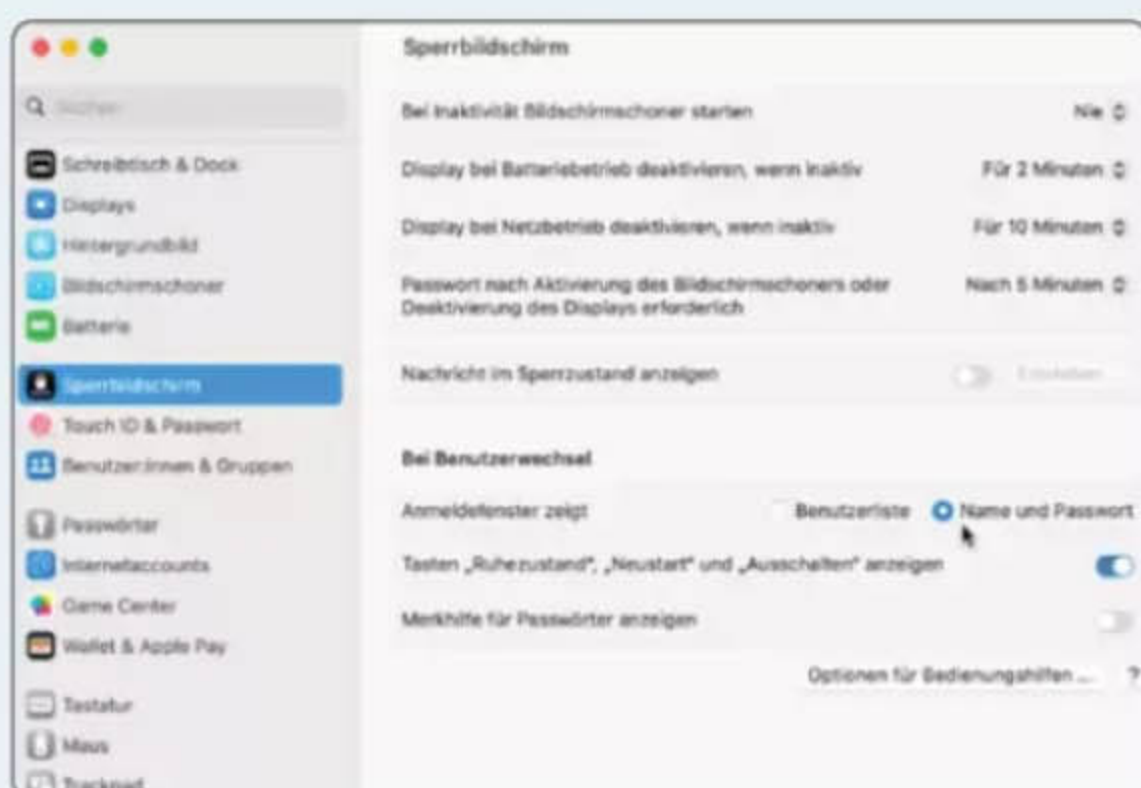 Sperrbildschirm
Suchen
Bei Inaktivität Bildschirmschoner starten
Nie
Schreibtisch & Dock
Display bei Batteriebetrieb deaktivieren, wenn inaktiv
Für 2 Minuten
Displays
Display bei Netzbetrieb deaktivieren, wenn inaktiv
Für 10 Minuten
Hintergrundbild
Bildschirmschoner
Passwort nach Aktivierung des Bildschirmschoners oder
Deaktivierung des Displays erforderlich
Nach 5 Minuten
Batterie
Sperrbildschirm
Nachricht im Sperrzustand anzeigen
Touch ID & Passwort
Benutzer:innen & Gruppen
Bei Benutzerwechsel
Anmeldefenster zeigt
Benutzerliste
Name und Passwort
Passwörter
Internetaccounts
Tasten „Ruhezustand“, „Neustart“ und „Ausschalten“ anzeigen
Game Center
Merkhilfe für Passwörter anzeigen
Wallet & Apple Pay
Optionen für Bedienungshilfen ...
?
Tastatur
Maus
Trackpad